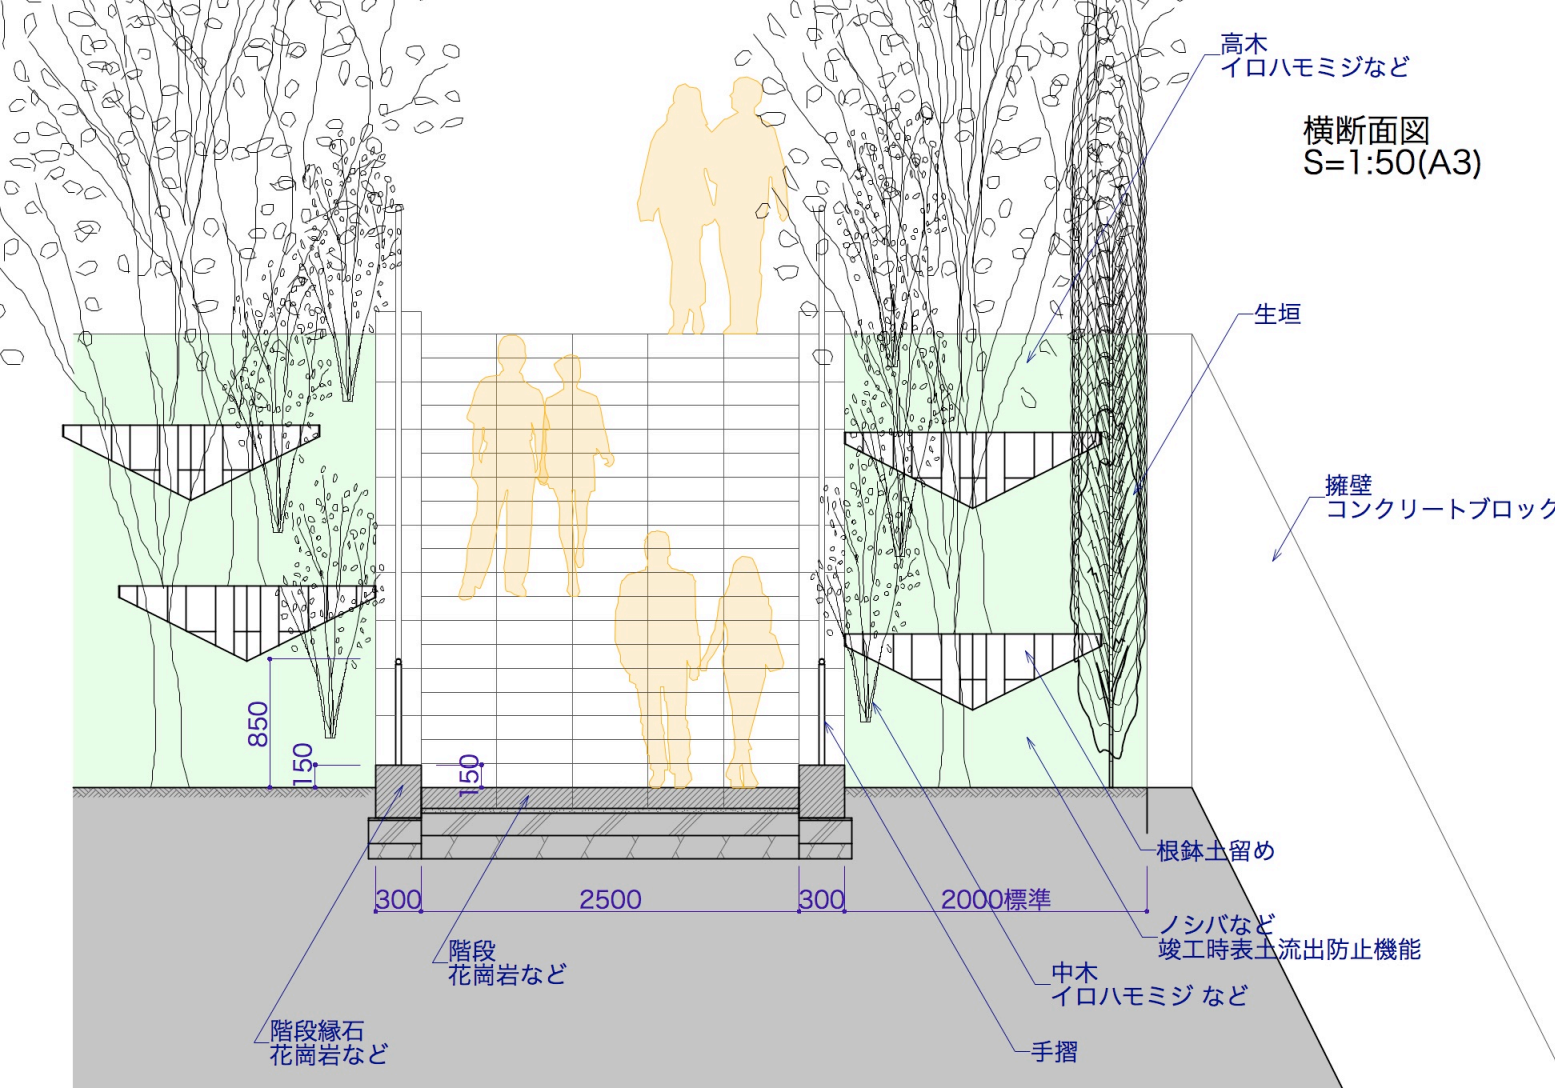 高木
イロハモミジなど
横断面図
S=1:50(A3)
生垣
擁壁
コンクリートブロック
850
150
150
根鉢土留め
300
2500
300
2000標準
ノシバなど
竣工時表土流出防止機能
階段
花崗岩など
中木
イロハモミジ など
階段縁石
花崗岩など
手摺